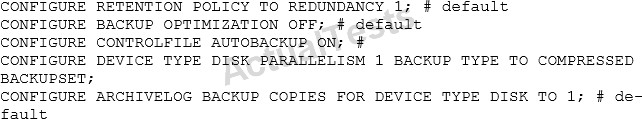 CONFIGURE RETENTION POLICY TO REDUNDANCY 1; # default
CONFIGURE BACKUP OPTIMIZATION OFF; # default
CONFIGURE CONTROLFILE AUTOBACKUP ON; #
CONFIGURE DEVICE TYPE DISK PARALLELISM 1 BACKUP TYPE TO COMPRESSED
BACKUPSET;
CONFIGURE ARCHIVELOG BACKUP COPIES FOR DEVICE TYPE DISK TO 1; # de-
fault
ActualTests